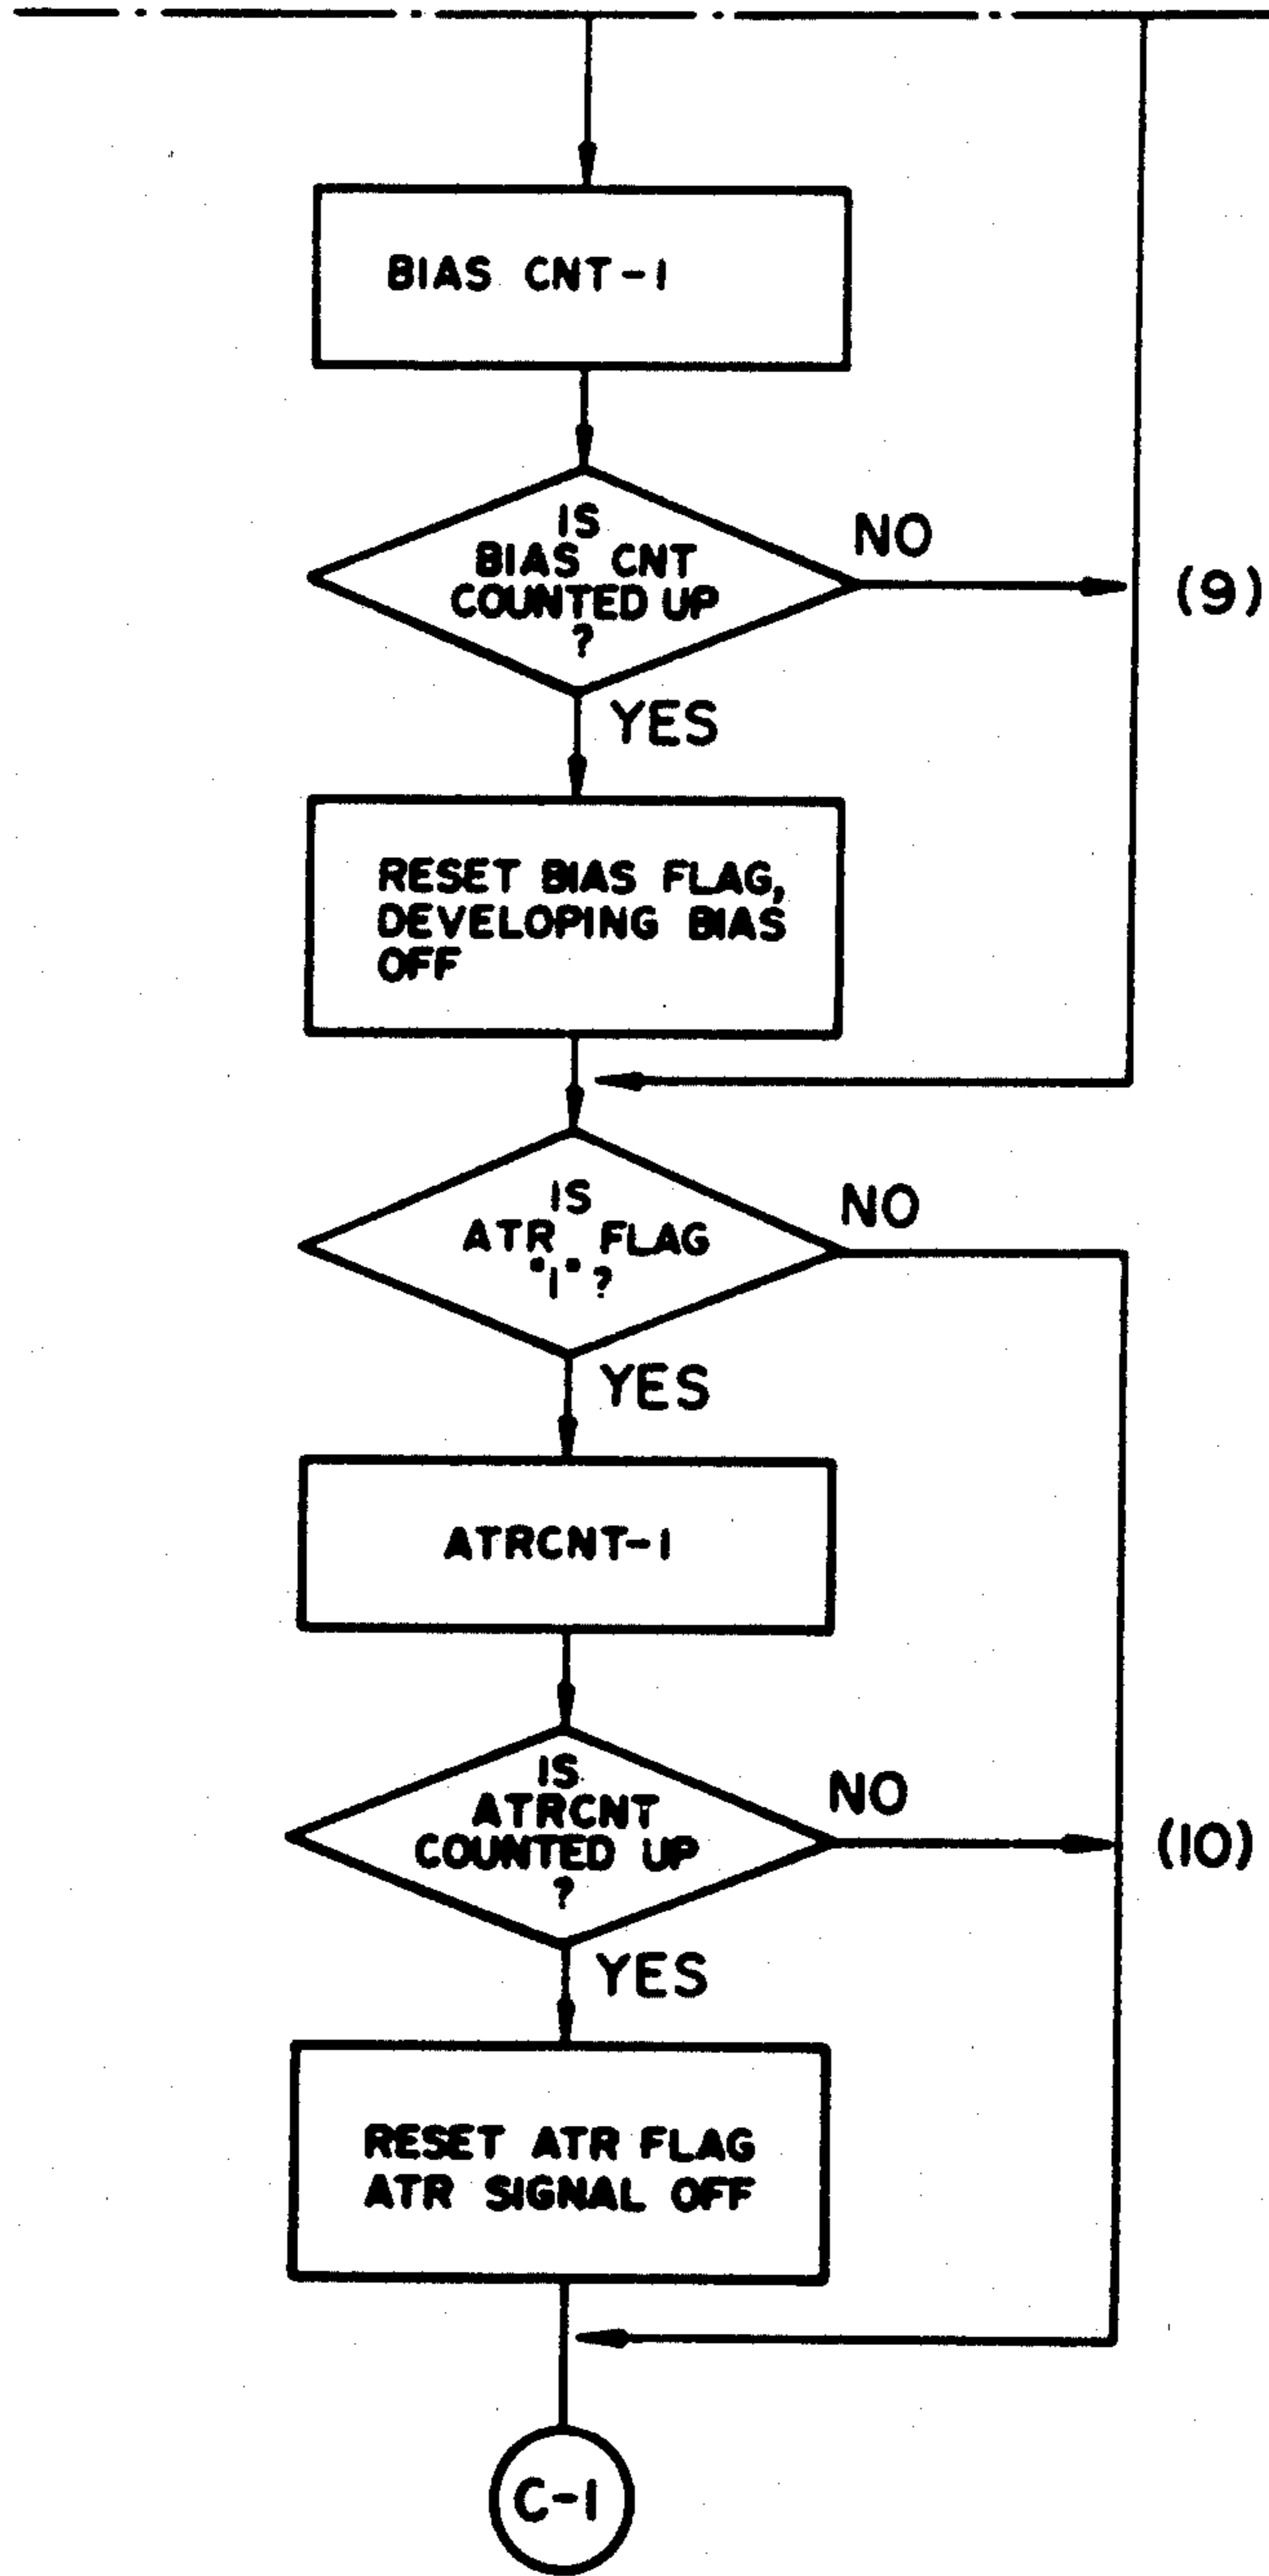 BIAS CNT-1
IS
BIAS CNT
COUNTED UP
?
NO
(9)
YES
RESET BIAS FLAG,
DEVELOPING BIAS
OFF
IS
ATR FLAG
"1" ?
NO
YES
ATRCNT-1
IS
ATRCNT
COUNTED UP
?
NO
(10)
YES
RESET ATR FLAG
ATR SIGNAL OFF
C-1